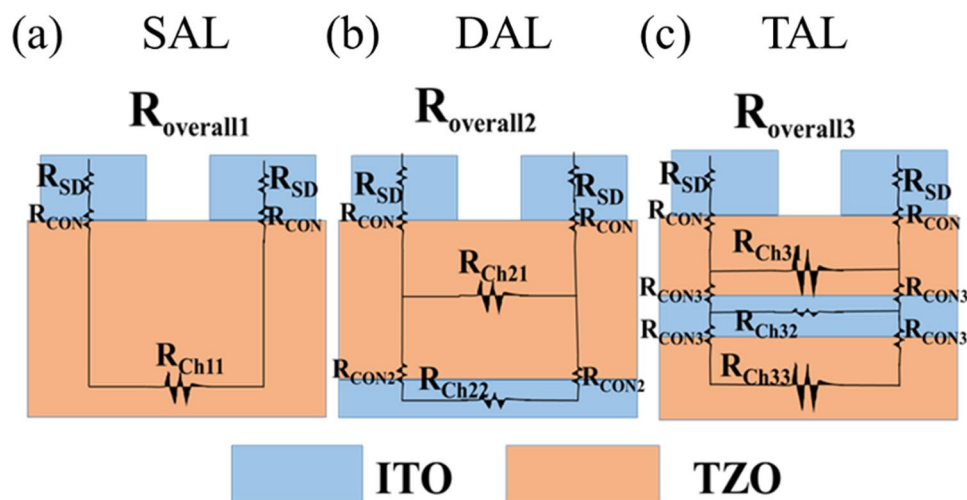 (a) SAL (b) DAL (c) TAL
Roverall1 Roverall2 Roverall3
RSD RSD RSD RSD RSD RSD
RCON RCON RCON RCON RCON RCON
RCh31
RCh21
RCON3 RCON3
RCh32
RCON3 RCON3
RCh11 RCON2 RCh22 RCON2 RCh33
ITO TZO